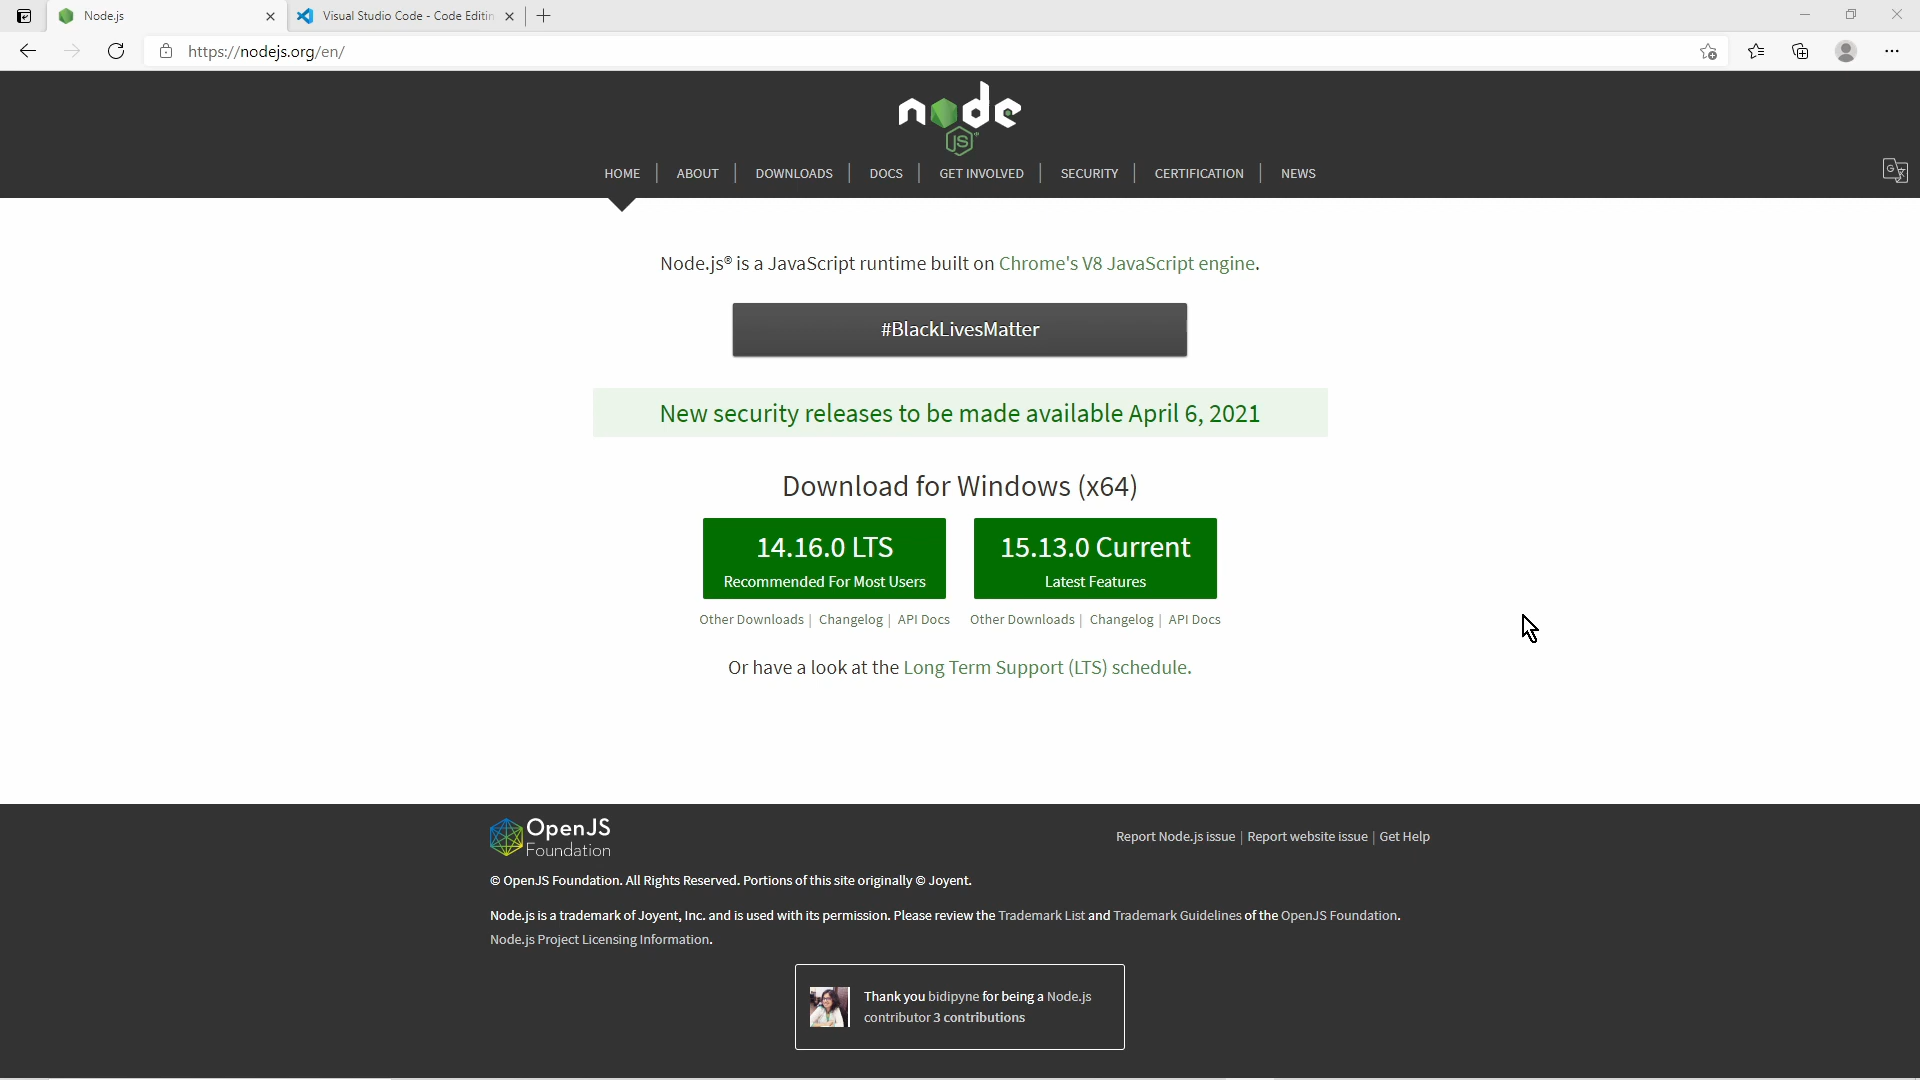 Node.js
Visual Studio Code - Code Editin
https://nodejs.org/en/
node
JS
HOME
ABOUT
DOWNLOADS
DOCS
GET INVOLVED
SECURITY
CERTIFICATION
NEWS
Node.js® is a JavaScript runtime built on Chrome's V8 JavaScript engine.
#BlackLivesMatter
New security releases to be made available April 6, 2021
Download for Windows (x64)
14.16.0 LTS
Recommended For Most Users
15.13.0 Current
Latest Features
Other Downloads | Changelog | API Docs
Other Downloads | Changelog | API Docs
Or have a look at the Long Term Support (LTS) schedule.
OpenJS
Foundation
Report Node.js issue | Report website issue | Get Help
© OpenJS Foundation. All Rights Reserved. Portions of this site originally © Joyent.
Node.js is a trademark of Joyent, Inc. and is used with its permission. Please review the Trademark List and Trademark Guidelines of the OpenJS Foundation.
Node.js Project Licensing Information.
Thank you bidipyne for being a Node.js
contributor 3 contributions